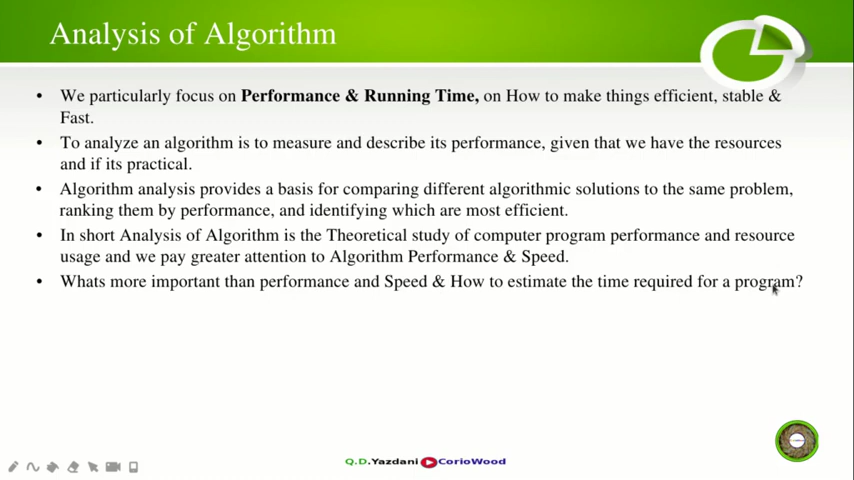 Analysis of Algorithm
• We particularly focus on Performance & Running Time, on How to make things efficient, stable &
Fast.
• To analyze an algorithm is to measure and describe its performance, given that we have the resources
and if its practical.
• Algorithm analysis provides a basis for comparing different algorithmic solutions to the same problem,
ranking them by performance, and identifying which are most efficient.
• In short Analysis of Algorithm is the Theoretical study of computer program performance and resource
usage and we pay greater attention to Algorithm Performance & Speed.
• Whats more important than performance and Speed & How to estimate the time required for a program?
Q.D.Yazdani CorioWood